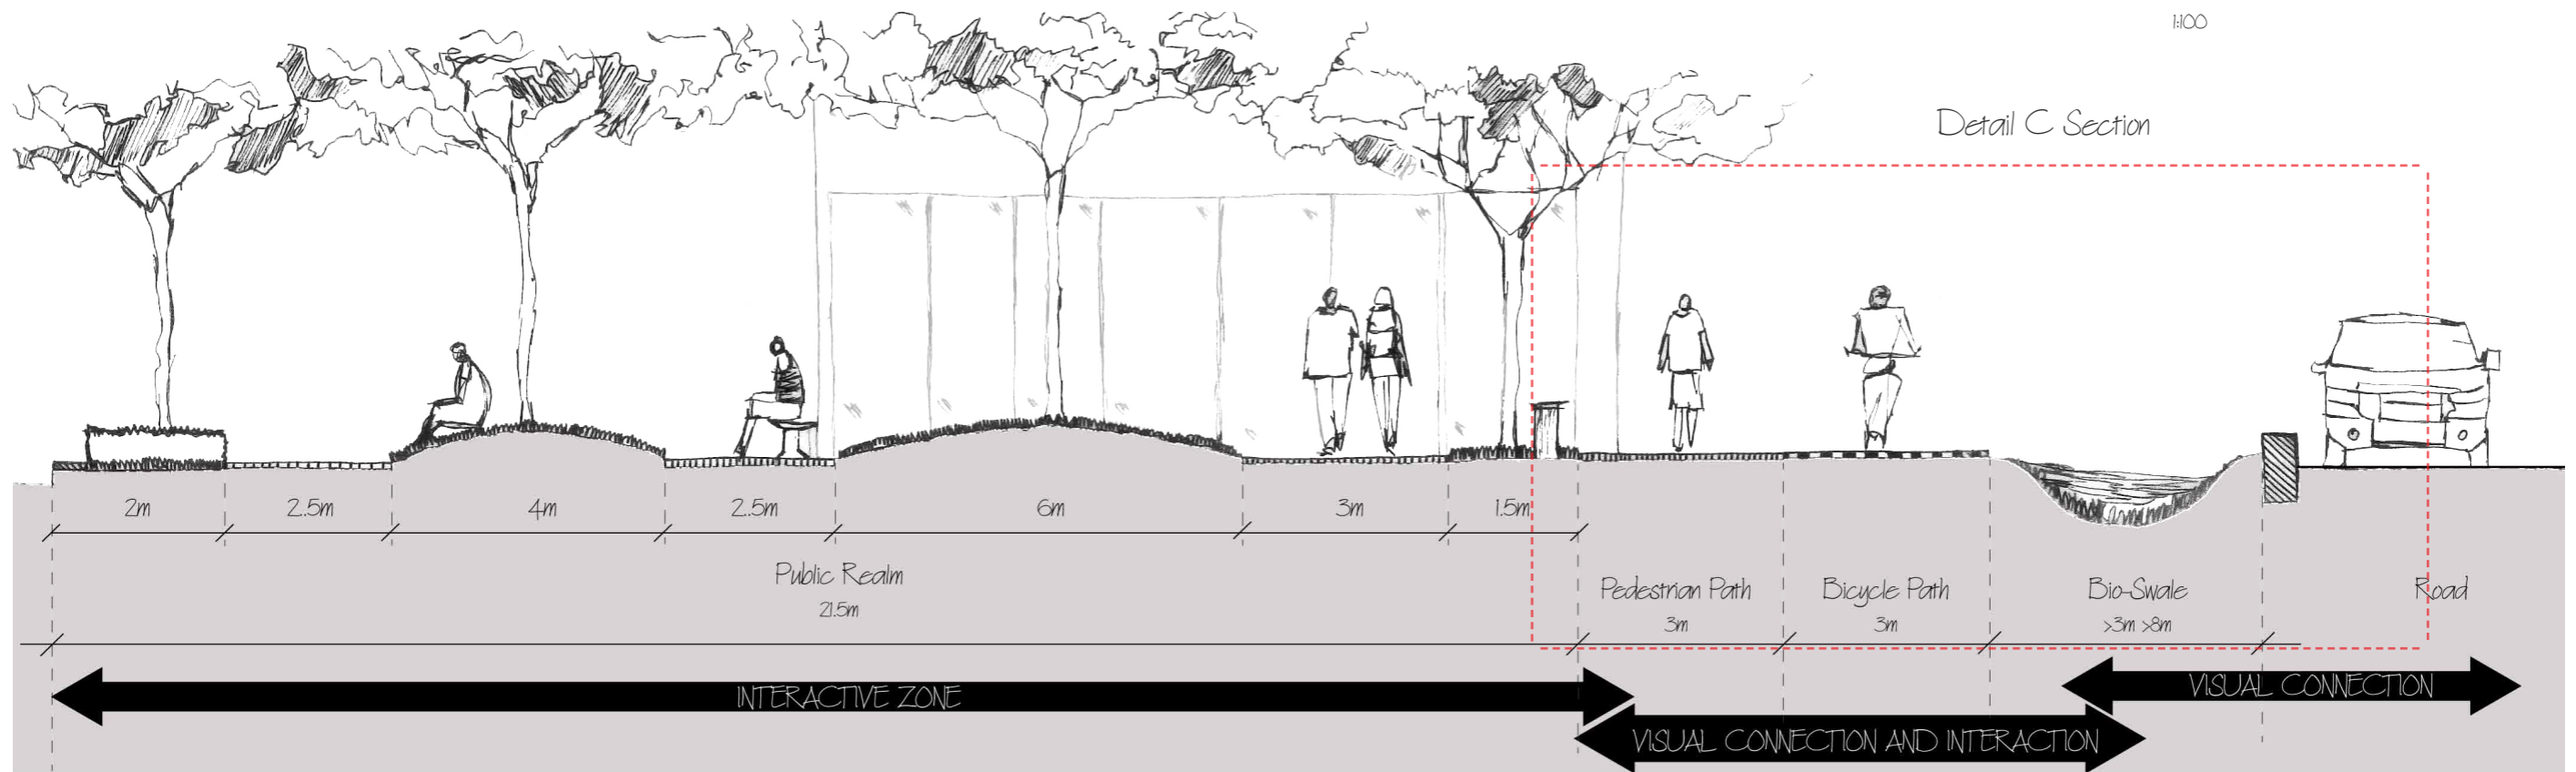 1:100
Detail C Section
2m
2.5m
4m
2.5m
6m
3m
1.5m
Public Realm
21.5m
Pedestrian Path
3m
Bicycle Path
3m
Bio-Swale
>3m >8m
Road
INTERACTIVE ZONE
VISUAL CONNECTION
VISUAL CONNECTION AND INTERACTION